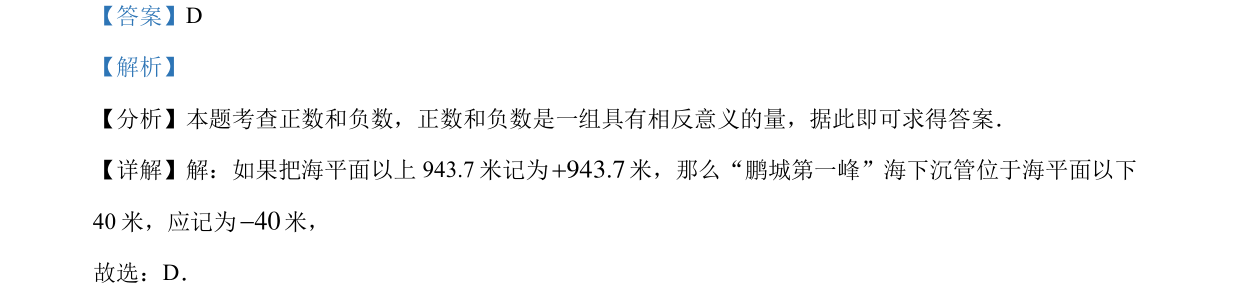 【答案】D
【解析】
【分析】本题考查正数和负数，正数和负数是一组具有相反意义的量，据此即可求得答案．
【详解】解：如果把海平面以上 943.7 米记为+943.7 米，那么“鹏城第一峰”海下沉管位于海平面以下
40 米，应记为−40 米，
故选：D．